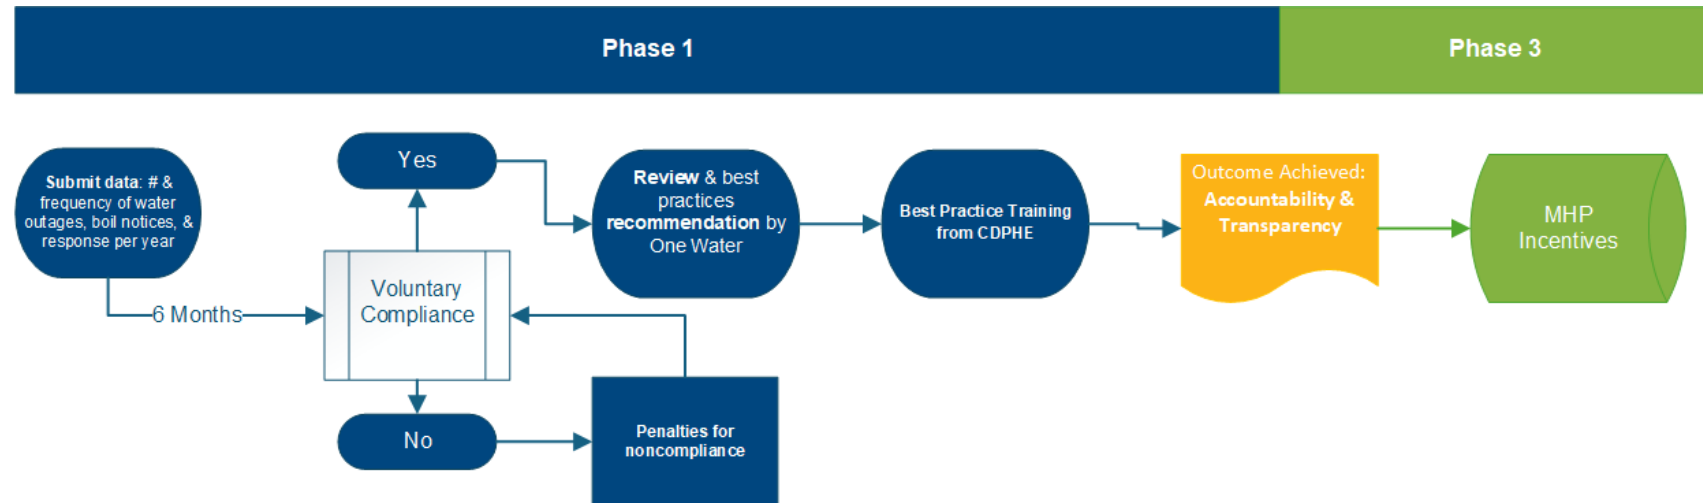 Phase 1
Phase 3
Submit data: # &
frequency of water
outages, boil notices, &
response per year
6 Months
Yes
Voluntary
Compliance
No
Penalties for
noncompliance
Review & best
practices
recommendation by
One Water
Best Practice Training
from CDPHE
Outcome Achieved:
Accountability &
Transparency
MHP
Incentives